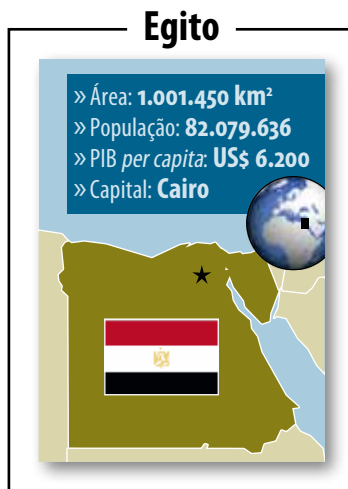 Egito
» Área: 1.001.450 km²
» População: 82.079.636
» PIB per capita: US$ 6.200
» Capital: Cairo